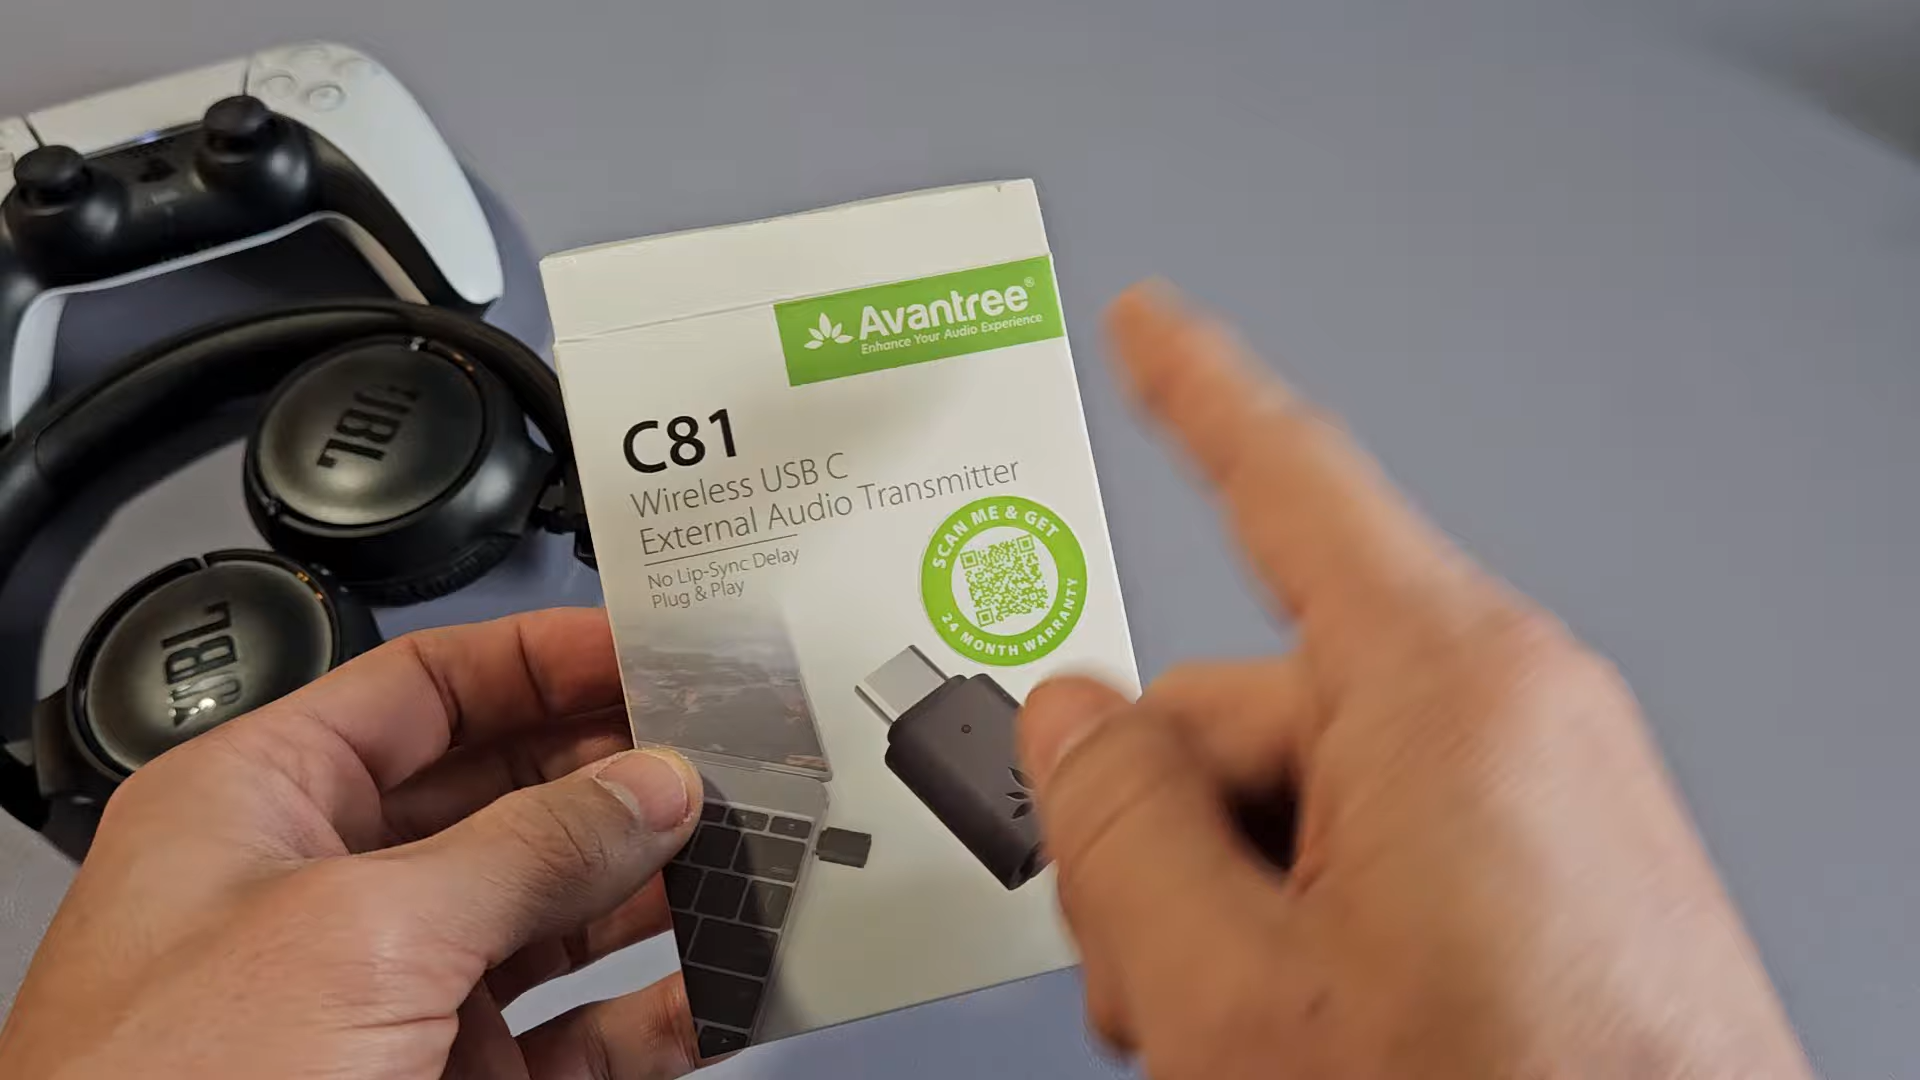 Avantree®
Enhance Your Audio Experience
C81
Wireless USB C
External Audio Transmitter
No Lip-Sync Delay
Plug & Play
SCAN ME & GET
24 MONTH WARRANTY
JBL
JBL